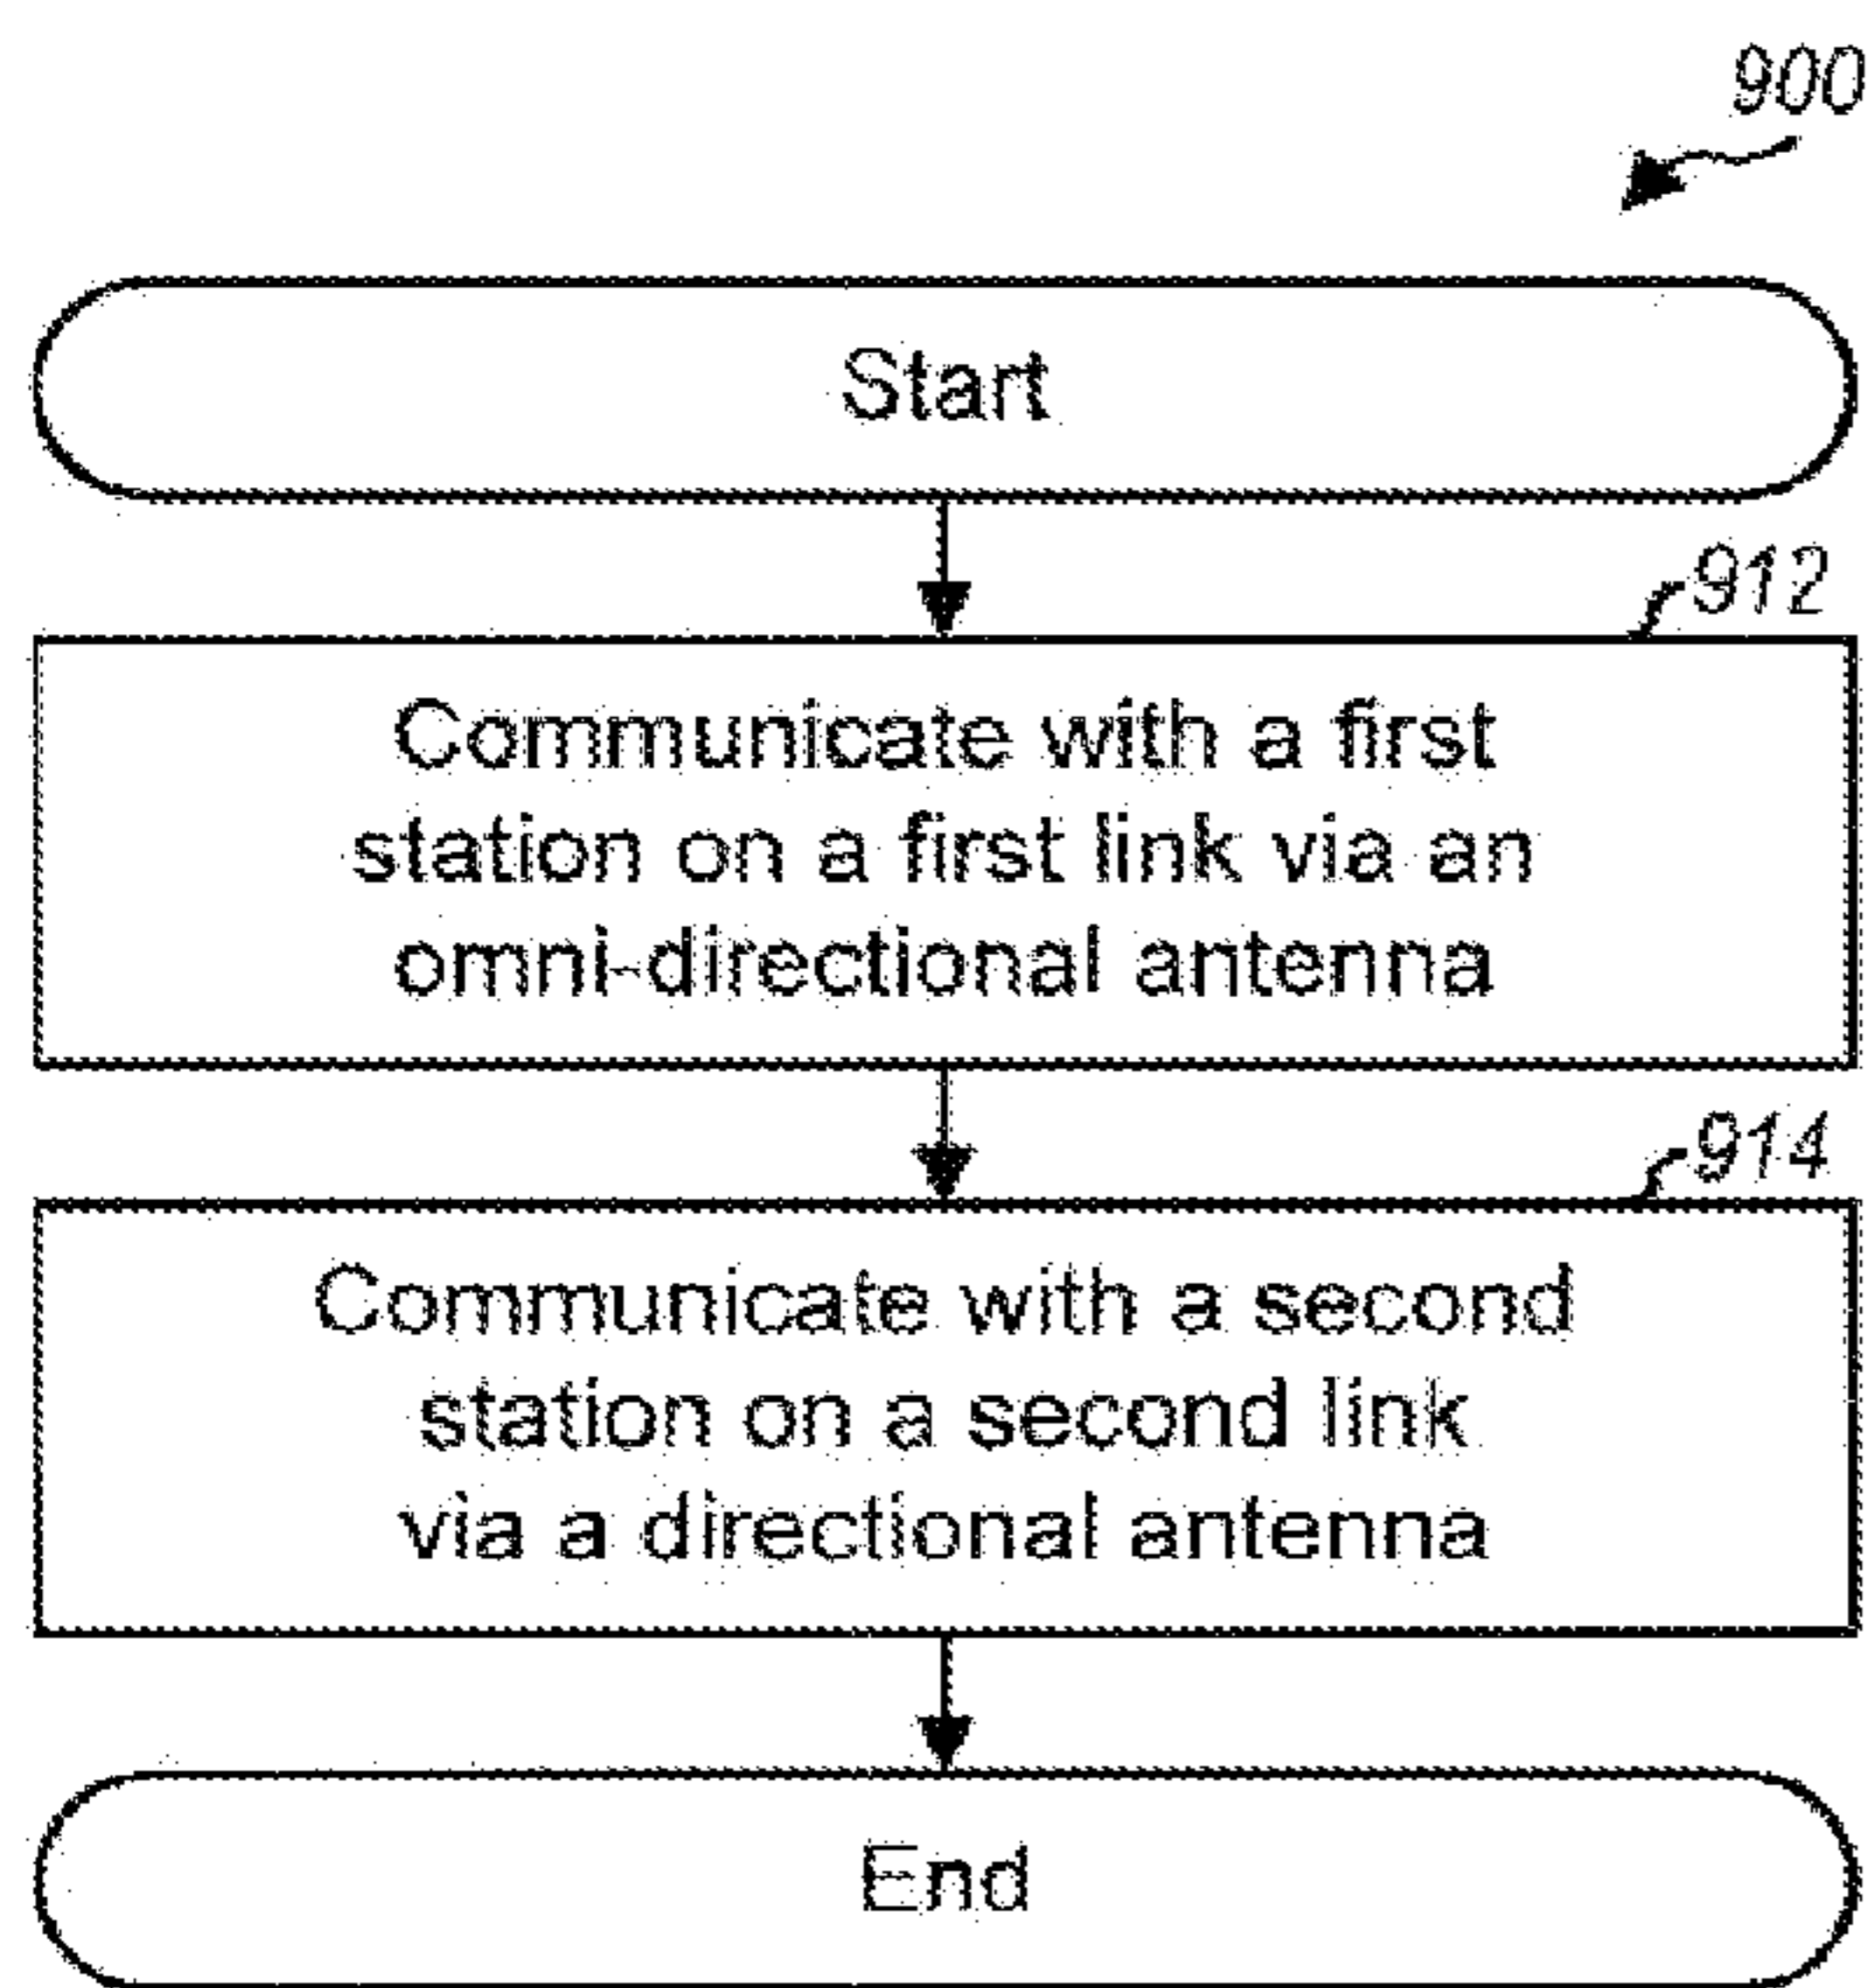 900
Start
912
Communicate with a first
station on a first link via an
omni-directional antenna
914
Communicate with a second
station on a second link
via a directional antenna
End